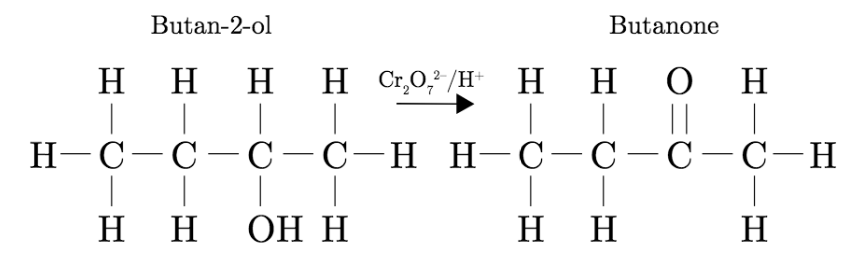 Butan-2-ol Butanone
H H H H Cr₂O₇²⁻/H⁺ H H O H
H—C—C—C—C—H H—C—C—C—C—H
H H OH H H H H